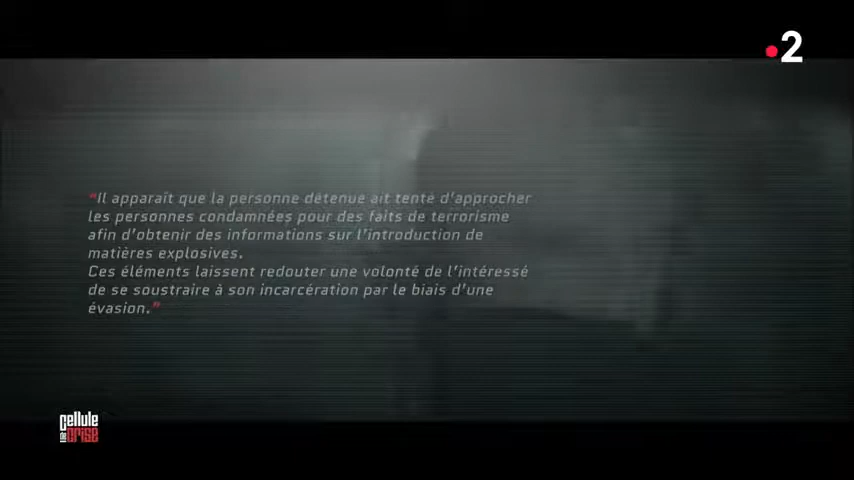 2
"Il apparaît que la personne détenue ait tenté d'approcher
les personnes condamnées pour des faits de terrorisme
afin d'obtenir des informations sur l'introduction de
matières explosives.
Ces éléments laissent redouter une volonté de l'intéressé
de se soustraire à son incarcération par le biais d'une
évasion."
cellule
de crise